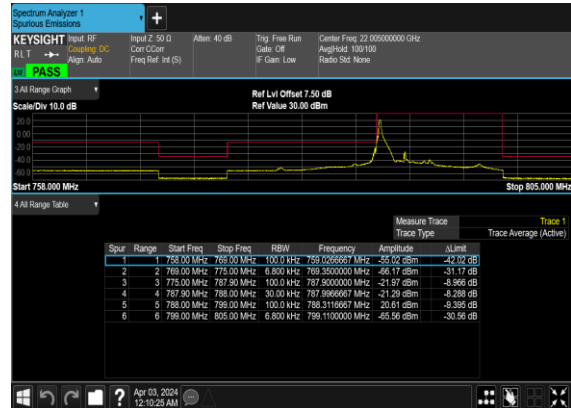 Spectrum Analyzer 1
Spurious Emissions
+
KEYSIGHT Input: RF Input Z: 50 Ω Atten: 40 dB Trig: Free Run Center Freq: 22.005000000 GHz
RLT Coupling: DC Corr CCorr Gate: Off Avg|Hold: 100/100
Align: Auto Freq Ref: Int (S) IF Gain: Low Radio Std: None
PASS
3 All Range Graph
Ref Lvl Offset 7.50 dB
Scale/Div 10.0 dB Ref Value 30.00 dBm
20.0
0.00
-20.0
-40.0
-60.0
Start 758.000 MHz Stop 805.000 MHz
4 All Range Table
Measure Trace Trace 1
Trace Type Trace Average (Active)
Spur Range Start Freq Stop Freq RBW Frequency Amplitude ΔLimit
1 1 758.00 MHz 769.00 MHz 100.0 kHz 759.0266667 MHz -55.02 dBm -42.02 dB
2 2 769.00 MHz 775.00 MHz 6.800 kHz 769.3500000 MHz -66.17 dBm -31.17 dB
3 3 775.00 MHz 787.90 MHz 100.0 kHz 787.9000000 MHz -21.97 dBm -8.966 dB
4 4 787.90 MHz 788.00 MHz 30.00 kHz 787.9966667 MHz -21.29 dBm -8.288 dB
5 5 788.00 MHz 799.00 MHz 100.0 kHz 788.3116667 MHz 20.61 dBm -9.395 dB
6 6 799.00 MHz 805.00 MHz 6.800 kHz 799.1100000 MHz -65.56 dBm -30.56 dB
? Apr 03, 2024
12:10:25 AM